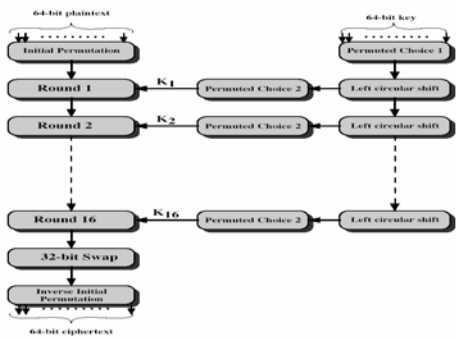 64-bit plaintext
64-bit key
Initial Permutation
Permuted Choice 1
Round 1
K1
Permuted Choice 2
Left circular shift
Round 2
K2
Permuted Choice 2
Left circular shift
Round 16
K16
Permuted Choice 2
Left circular shift
32-bit Swap
Inverse Initial
Permutation
64-bit ciphertext